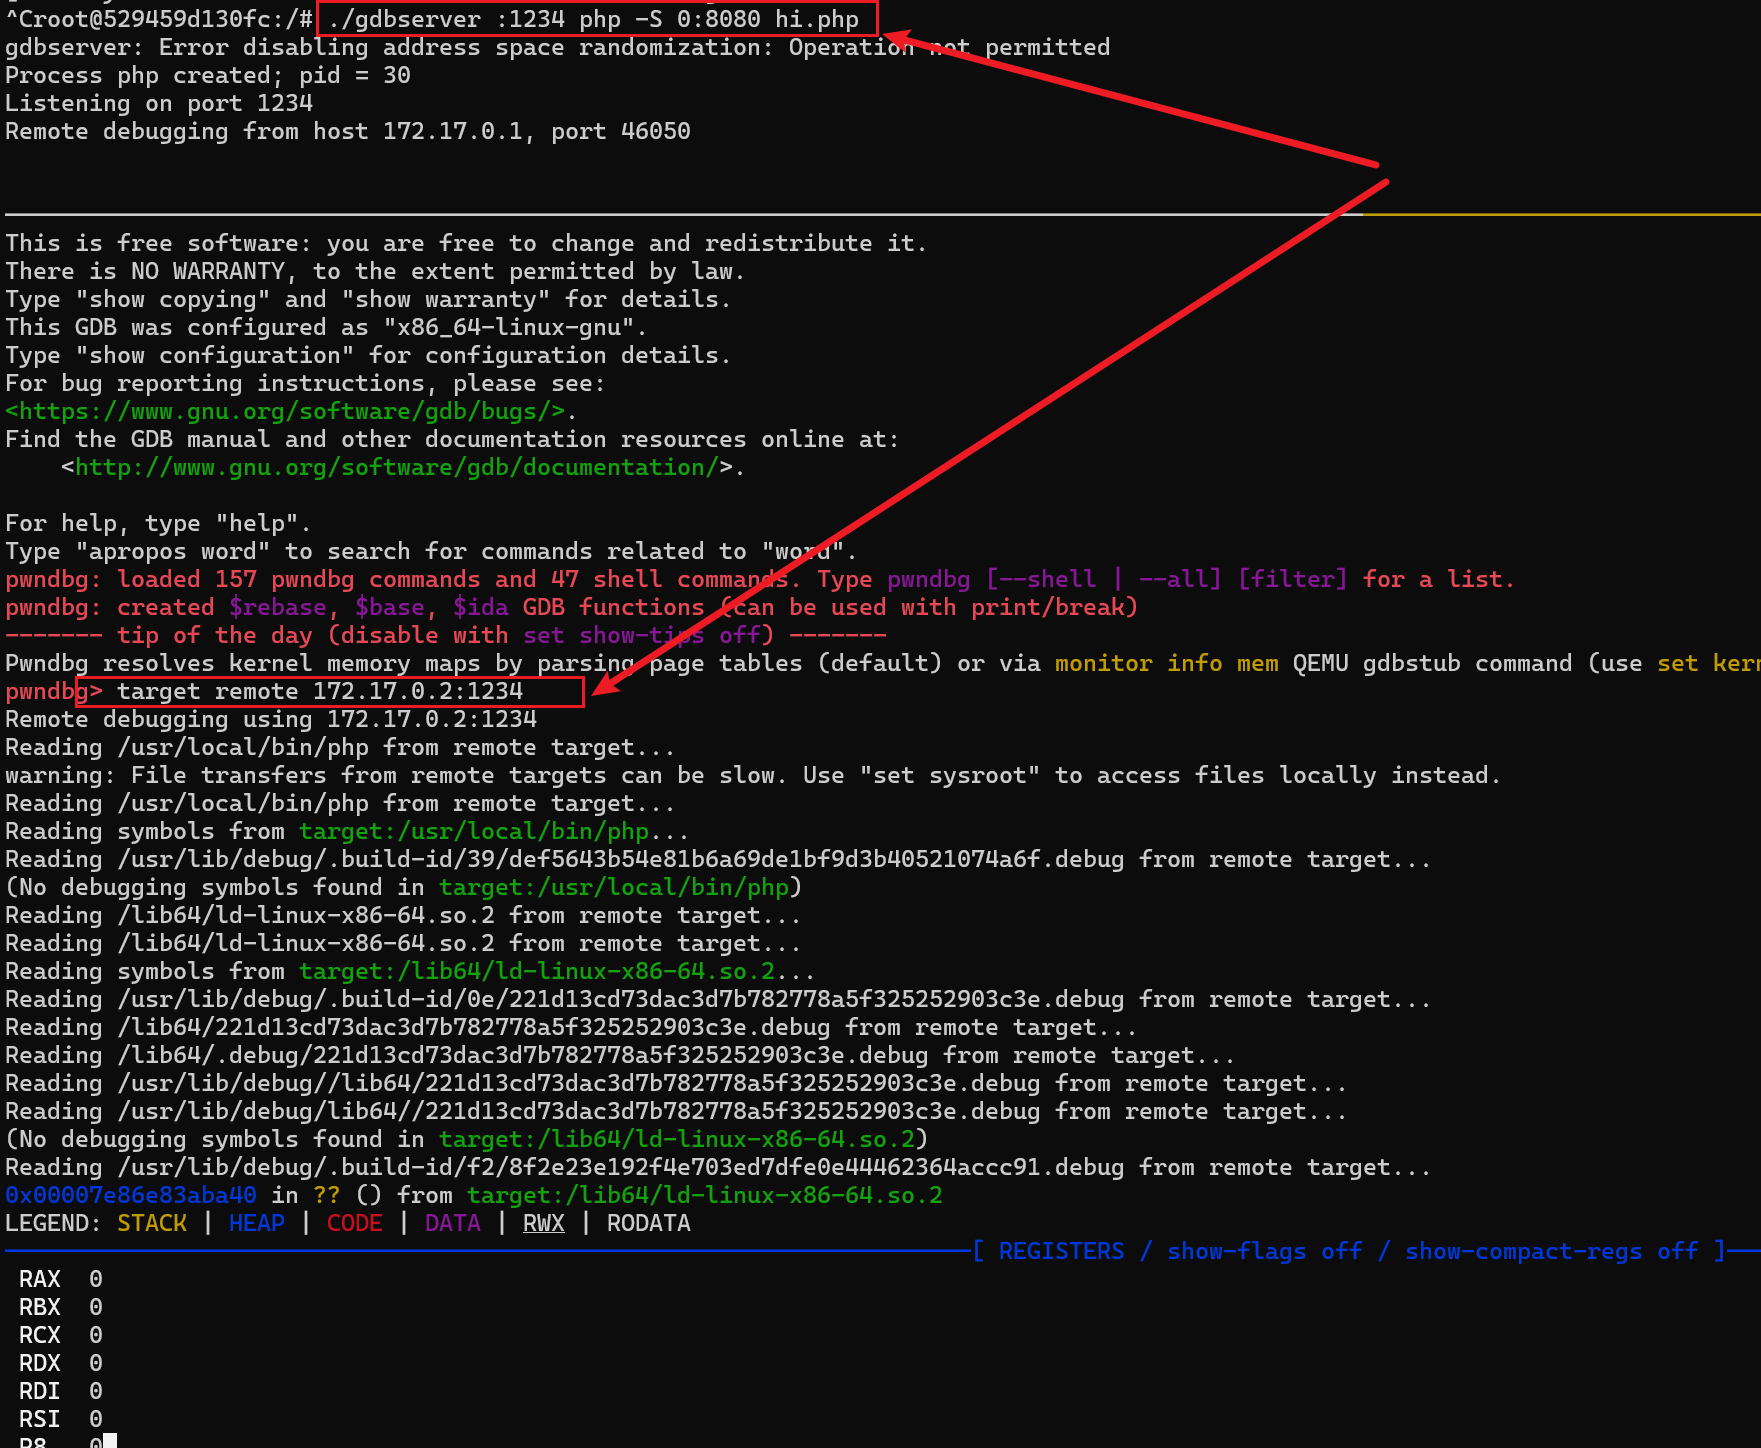 ^Croot@529459d130fc:/# ./gdbserver :1234 php -S 0:8080 hi.php
gdbserver: Error disabling address space randomization: Operation not permitted
Process php created; pid = 30
Listening on port 1234
Remote debugging from host 172.17.0.1, port 46050
This is free software: you are free to change and redistribute it.
There is NO WARRANTY, to the extent permitted by law.
Type "show copying" and "show warranty" for details.
This GDB was configured as "x86_64-linux-gnu".
Type "show configuration" for configuration details.
For bug reporting instructions, please see:
<https://www.gnu.org/software/gdb/bugs/>.
Find the GDB manual and other documentation resources online at:
    <http://www.gnu.org/software/gdb/documentation/>.
For help, type "help".
Type "apropos word" to search for commands related to "word".
pwndbg: loaded 157 pwndbg commands and 47 shell commands. Type pwndbg [--shell | --all] [filter] for a list.
pwndbg: created $rebase, $base, $ida GDB functions (can be used with print/break)
------- tip of the day (disable with set show-tips off) -------
Pwndbg resolves kernel memory maps by parsing page tables (default) or via monitor info mem QEMU gdbstub command (use set kern
pwndbg> target remote 172.17.0.2:1234
Remote debugging using 172.17.0.2:1234
Reading /usr/local/bin/php from remote target...
warning: File transfers from remote targets can be slow. Use "set sysroot" to access files locally instead.
Reading /usr/local/bin/php from remote target...
Reading symbols from target:/usr/local/bin/php...
Reading /usr/lib/debug/.build-id/39/def5643b54e81b6a69de1bf9d3b40521074a6f.debug from remote target...
(No debugging symbols found in target:/usr/local/bin/php)
Reading /lib64/ld-linux-x86-64.so.2 from remote target...
Reading /lib64/ld-linux-x86-64.so.2 from remote target...
Reading symbols from target:/lib64/ld-linux-x86-64.so.2...
Reading /usr/lib/debug/.build-id/0e/221d13cd73dac3d7b782778a5f325252903c3e.debug from remote target...
Reading /lib64/221d13cd73dac3d7b782778a5f325252903c3e.debug from remote target...
Reading /lib64/.debug/221d13cd73dac3d7b782778a5f325252903c3e.debug from remote target...
Reading /usr/lib/debug//lib64/221d13cd73dac3d7b782778a5f325252903c3e.debug from remote target...
Reading /usr/lib/debug/lib64//221d13cd73dac3d7b782778a5f325252903c3e.debug from remote target...
(No debugging symbols found in target:/lib64/ld-linux-x86-64.so.2)
Reading /usr/lib/debug/.build-id/f2/8f2e23e192f4e703ed7dfe0e44462364accc91.debug from remote target...
0x00007e86e83aba40 in ?? () from target:/lib64/ld-linux-x86-64.so.2
LEGEND: STACK | HEAP | CODE | DATA | RWX | RODATA
[ REGISTERS / show-flags off / show-compact-regs off ]
RAX  0
RBX  0
RCX  0
RDX  0
RDI  0
RSI  0
R8   0